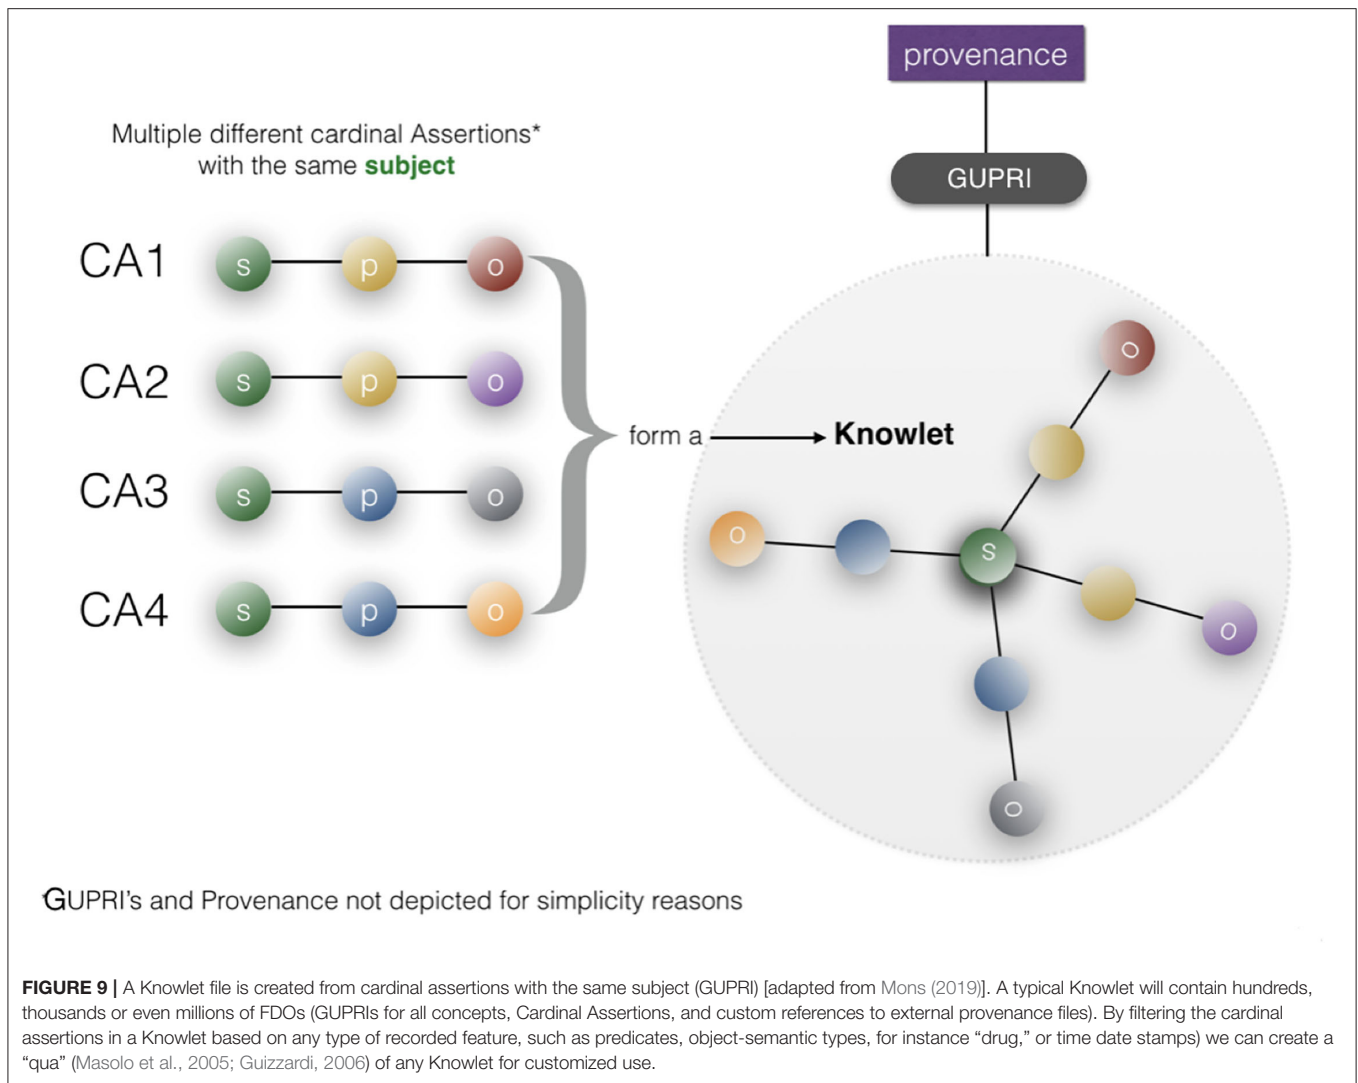 provenance
GUPRI
Multiple different cardinal Assertions*
with the same subject
CA1 s p o
CA2 s p o
CA3 s p o
CA4 s p o
form a Knowlet
O
O
S
O
O
*GUPRI's and Provenance not depicted for simplicity reasons
FIGURE 9 | A Knowlet file is created from cardinal assertions with the same subject (GUPRI) [adapted from Mons (2019)]. A typical Knowlet will contain hundreds,
thousands or even millions of FDOs (GUPRIs for all concepts, Cardinal Assertions, and custom references to external provenance files). By filtering the cardinal
assertions in a Knowlet based on any type of recorded feature, such as predicates, object-semantic types, for instance “drug,” or time date stamps) we can create a
“qua” (Masolo et al., 2005; Guizzardi, 2006) of any Knowlet for customized use.